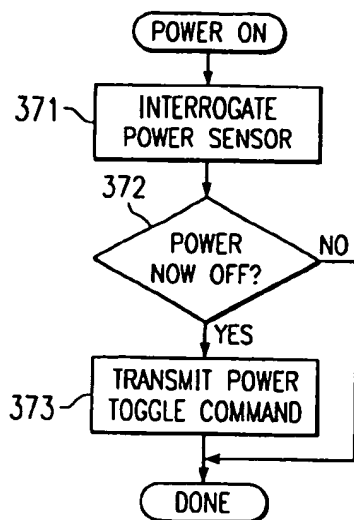 POWER ON
371
INTERROGATE
POWER SENSOR
372
POWER
NOW OFF?
NO
YES
373
TRANSMIT POWER
TOGGLE COMMAND
DONE